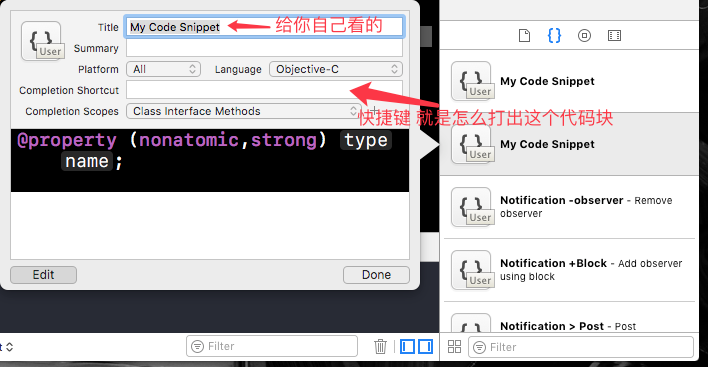 Title My Code Snippet 给你自己看的
User
Summary
Platform All Language Objective-C
Completion Shortcut
Completion Scopes Class Interface Methods
快捷键 就是怎么打出这个代码块
@property (nonatomic,strong) type
name;
Edit Done
Filter
{}
{} My Code Snippet
User
{} My Code Snippet
User
{} Notification -observer - Remove
observer
User
{} Notification +Block - Add observer
using block
User
{} Notification > Post - Post
Filter